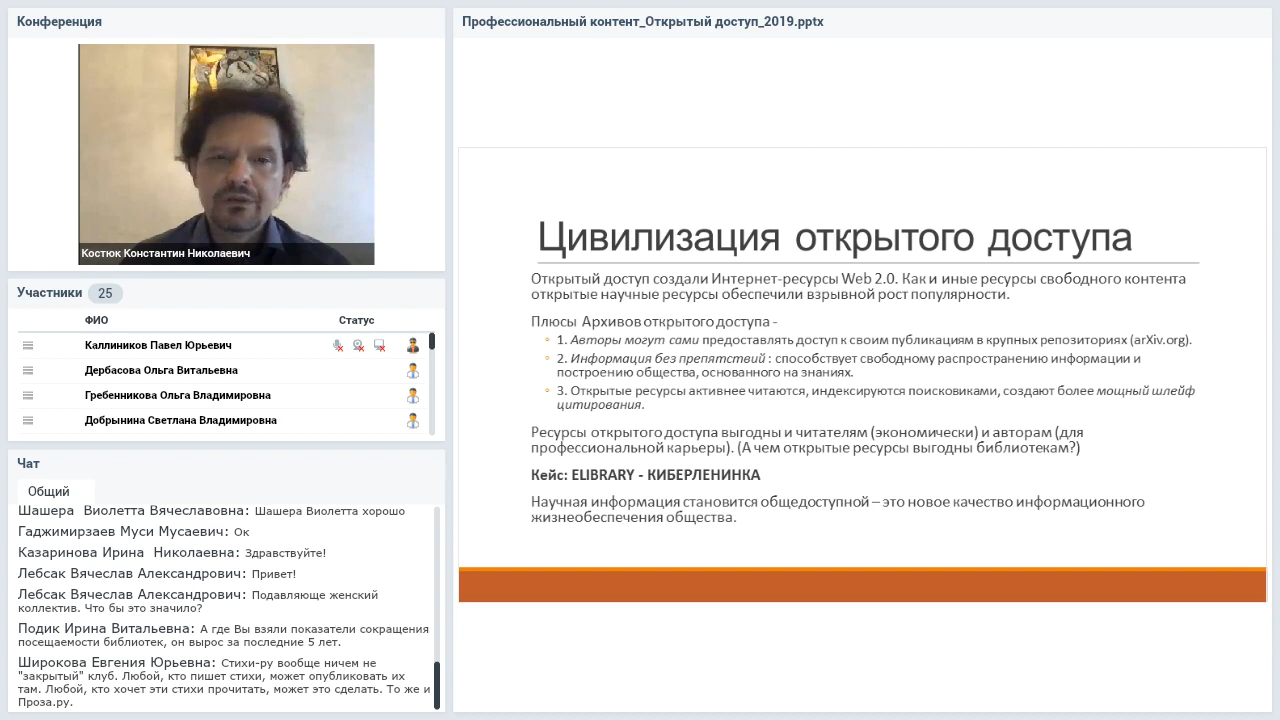 Конференция
Костюк Константин Николаевич
Участники 25
ФИО Статус
Каллиников Павел Юрьевич
Дербасова Ольга Витальевна
Гребенникова Ольга Владимировна
Добрынина Светлана Владимировна
Чат
Общий
Шашера Виолетта Вячеславовна: Шашера Виолетта хорошо
Гаджимирзаев Муси Мусаевич: Ок
Казаринова Ирина Николаевна: Здравствуйте!
Лебсак Вячеслав Александрович: Привет!
Лебсак Вячеслав Александрович: Подавляюще женский
коллектив. Что бы это значило?
Подик Ирина Витальевна: А где Вы взяли показатели сокращения
посещаемости библиотек, он вырос за последние 5 лет.
Широкова Евгения Юрьевна: Стихи-ру вообще ничем не
"закрытый" клуб. Любой, кто пишет стихи, может опубликовать их
там. Любой, кто хочет эти стихи прочитать, может это сделать. То же и
Проза.ру.
Профессиональный контент_Открытый доступ_2019.pptx
Цивилизация открытого доступа
Открытый доступ создали Интернет-ресурсы Web 2.0. Как и иные ресурсы свободного контента
открытые научные ресурсы обеспечили взрывной рост популярности.
Плюсы Архивов открытого доступа -
1. Авторы могут сами предоставлять доступ к своим публикациям в крупных репозиториях (arXiv.org).
2. Информация без препятствий : способствует свободному распространению информации и
построению общества, основанного на знаниях.
3. Открытые ресурсы активнее читаются, индексируются поисковиками, создают более мощный шлейф
цитирования.
Ресурсы открытого доступа выгодны и читателям (экономически) и авторам (для
профессиональной карьеры). (А чем открытые ресурсы выгодны библиотекам?)
Кейс: ELIBRARY - КИБЕРЛЕНИНКА
Научная информация становится общедоступной – это новое качество информационного
жизнеобеспечения общества.